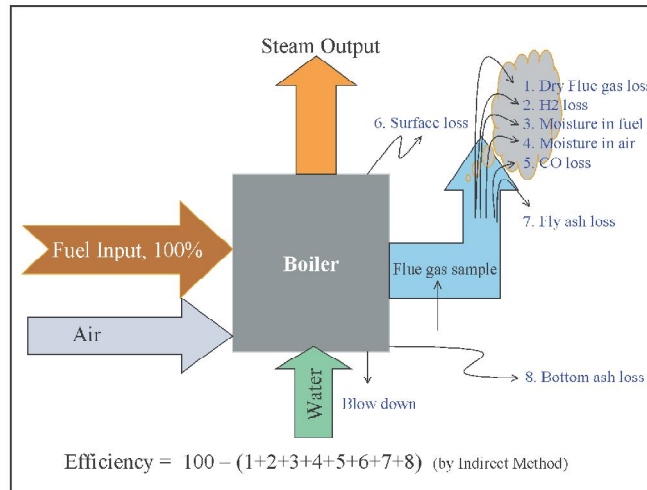 Steam Output
1. Dry Flue gas loss
2. H2 loss
3. Moisture in fuel
4. Moisture in air
5. CO loss
6. Surface loss
7. Fly ash loss
Fuel Input, 100%
Boiler
Flue gas sample
Air
Water
Blow down
8. Bottom ash loss
Efficiency = 100 – (1+2+3+4+5+6+7+8) (by Indirect Method)